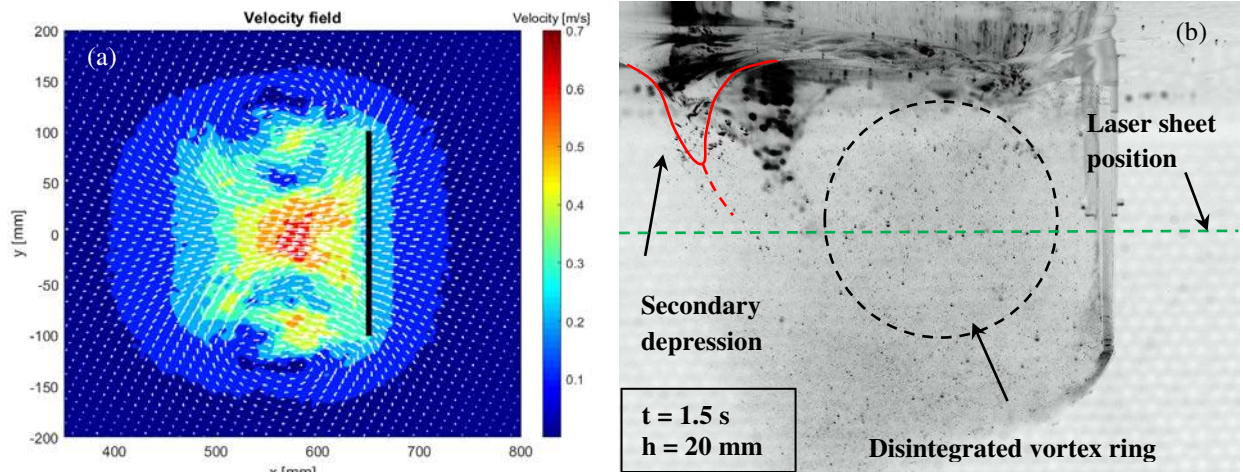 Velocity field
Velocity [m/s]
(a)
200
150
100
50
0
-50
-100
-150
-200
y [mm]
400
500
600
700
800
x [mm]
0.7
0.6
0.5
0.4
0.3
0.2
0.1
(b)
Laser sheet
position
Secondary
depression
t = 1.5 s
h = 20 mm
Disintegrated vortex ring